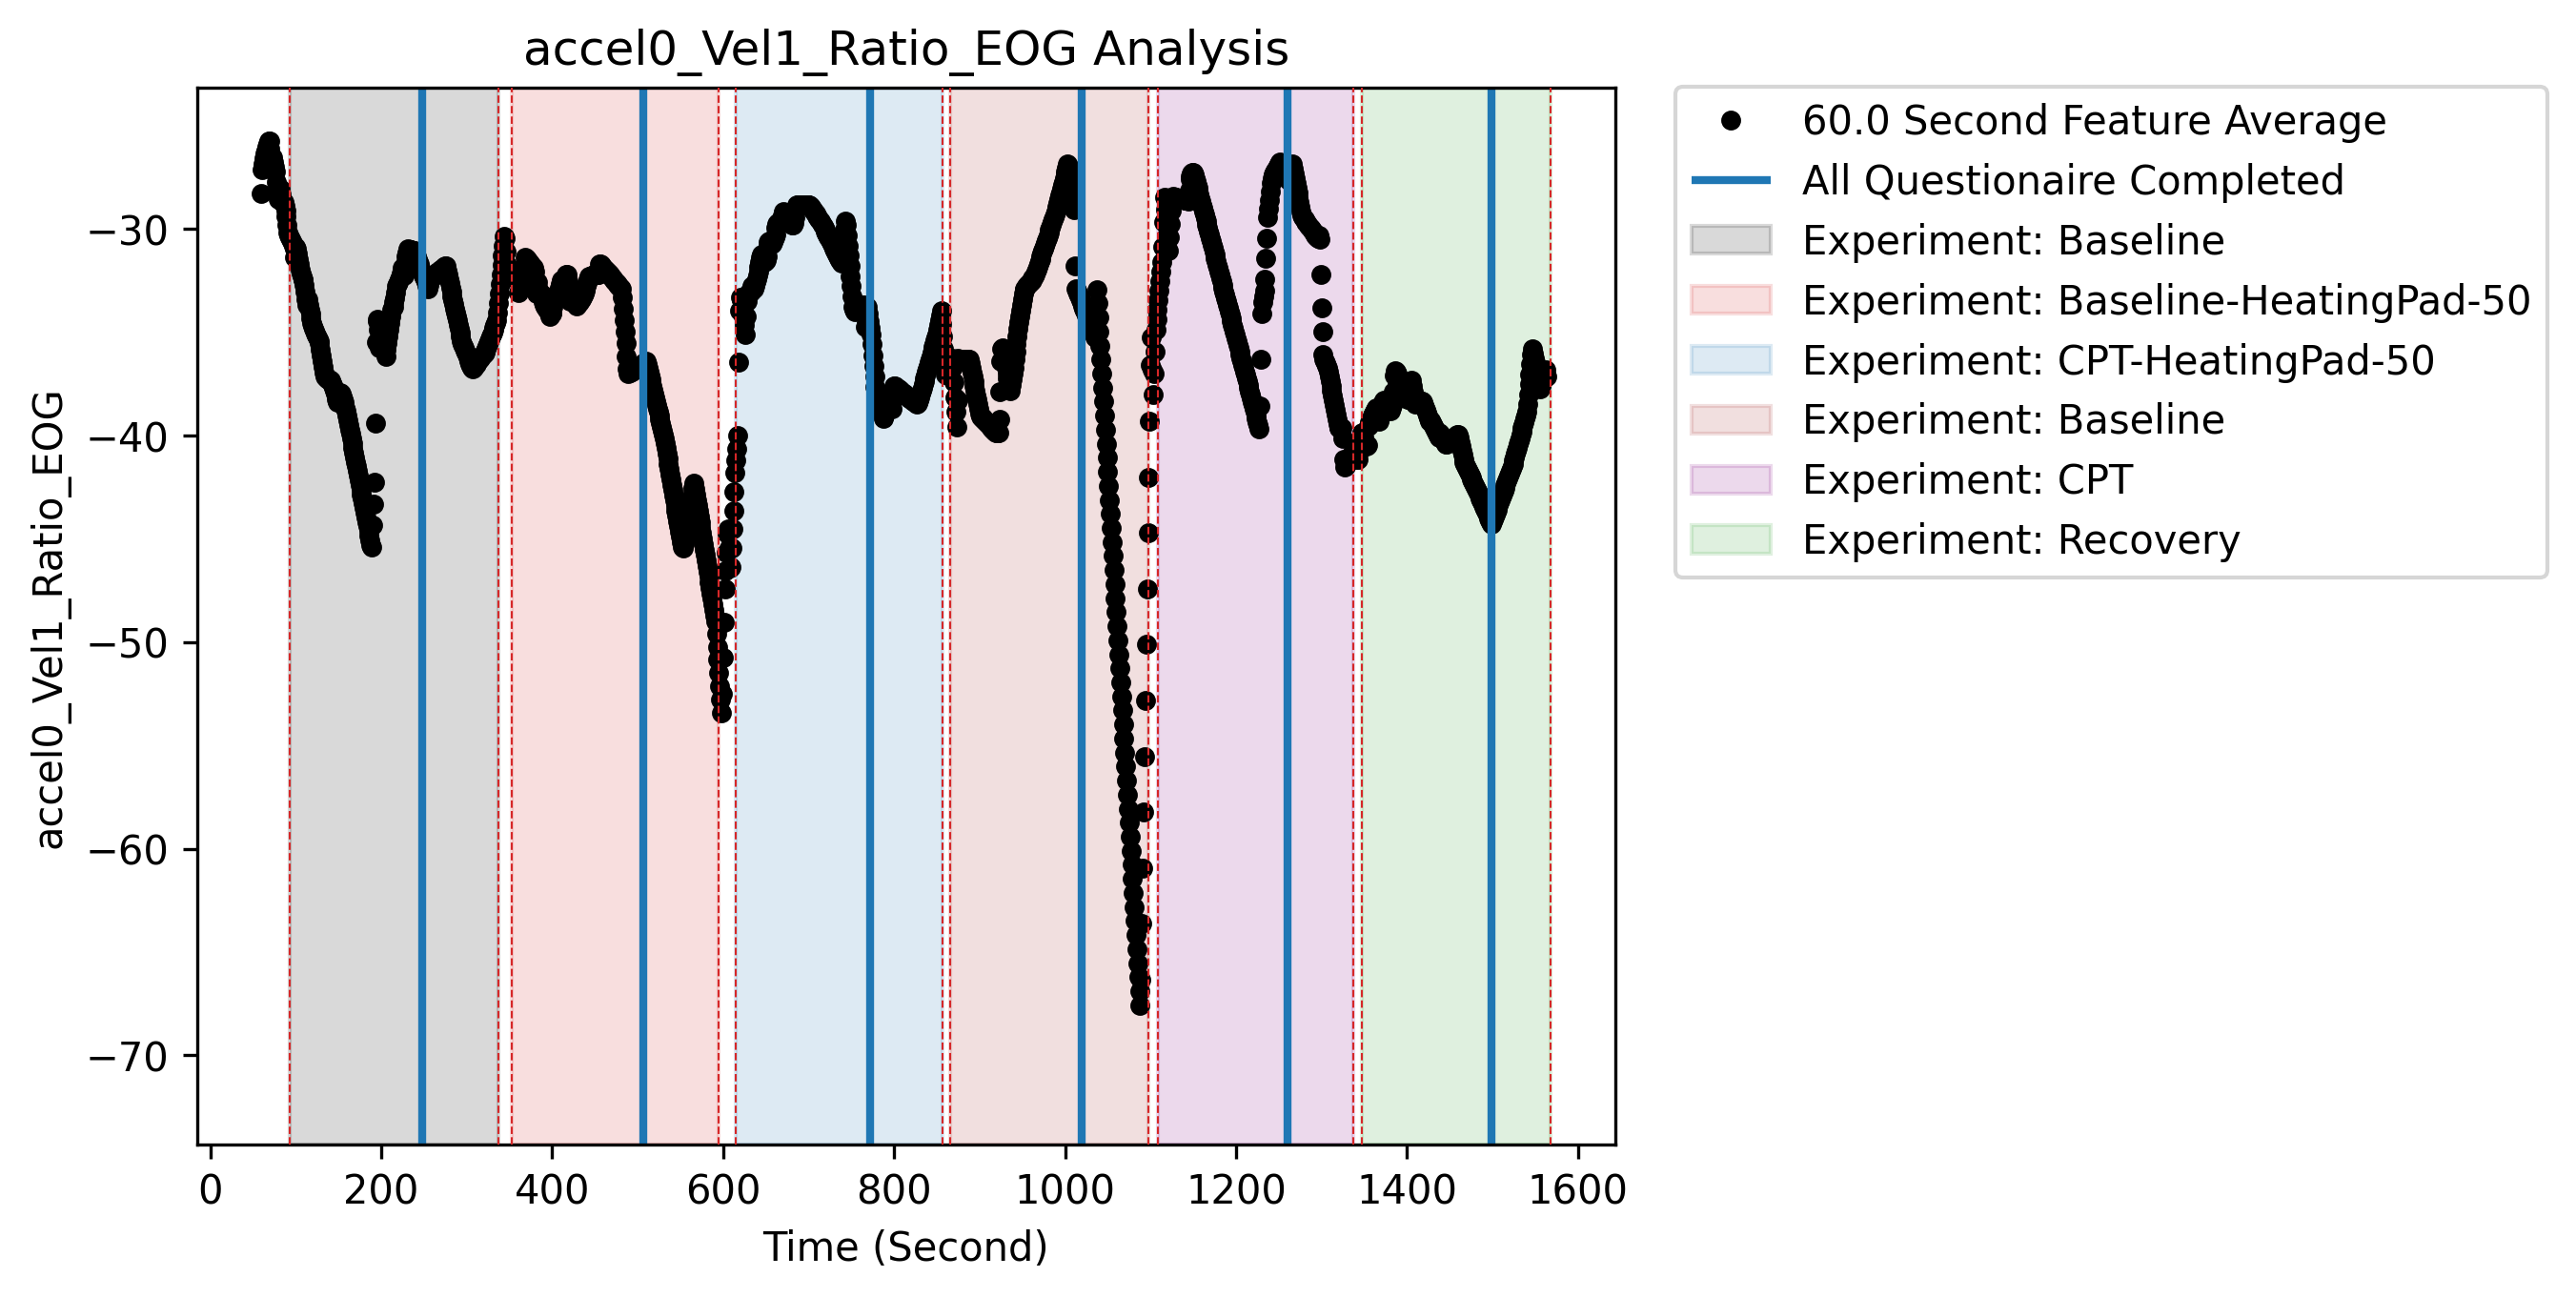 accel0_Vel1_Ratio_EOG Analysis
60.0 Second Feature Average
All Questionaire Completed
Experiment: Baseline
Experiment: Baseline-HeatingPad-50
Experiment: CPT-HeatingPad-50
Experiment: Baseline
Experiment: CPT
Experiment: Recovery
accel0_Vel1_Ratio_EOG
−30
−40
−50
−60
−70
0 200 400 600 800 1000 1200 1400 1600
Time (Second)